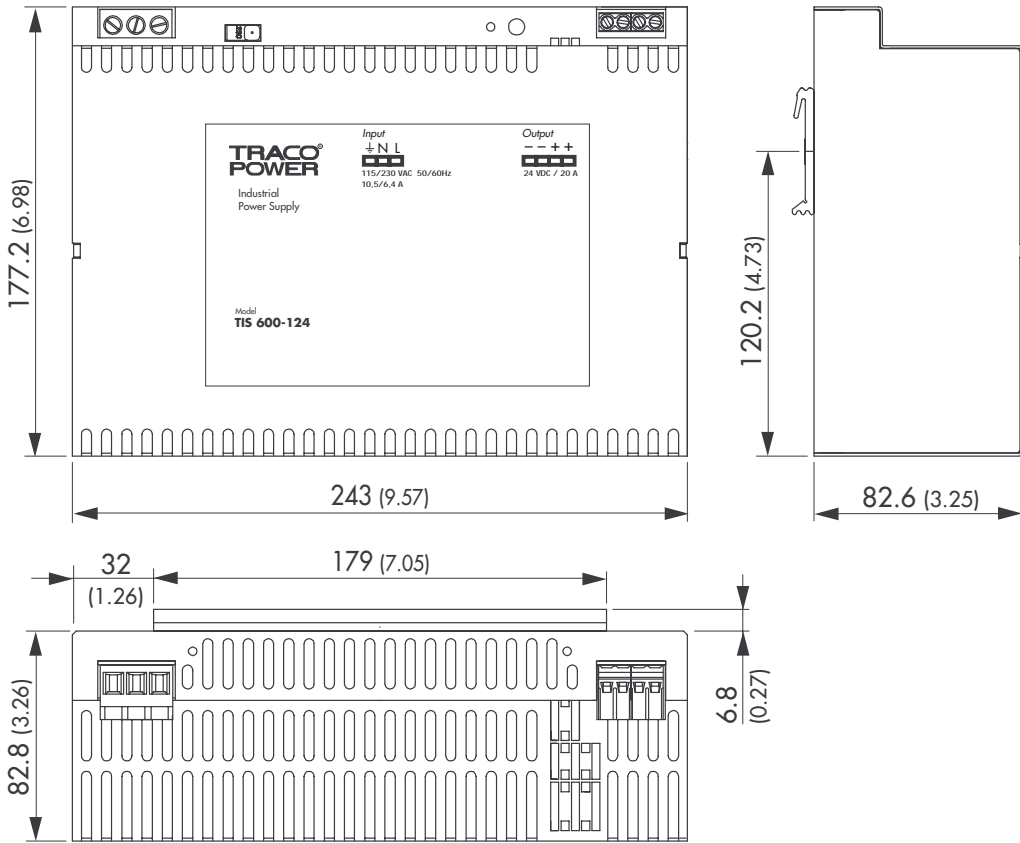 230
TRACO®
POWER
Industrial
Power Supply
Input
⏚ N L
115/230 VAC 50/60Hz
10,5/6,4 A
Output
– – + +
24 VDC / 20 A
Model
TIS 600-124
177.2 (6.98)
120.2 (4.73)
243 (9.57)
82.6 (3.25)
32
(1.26)
179 (7.05)
82.8 (3.26)
6.8
(0.27)